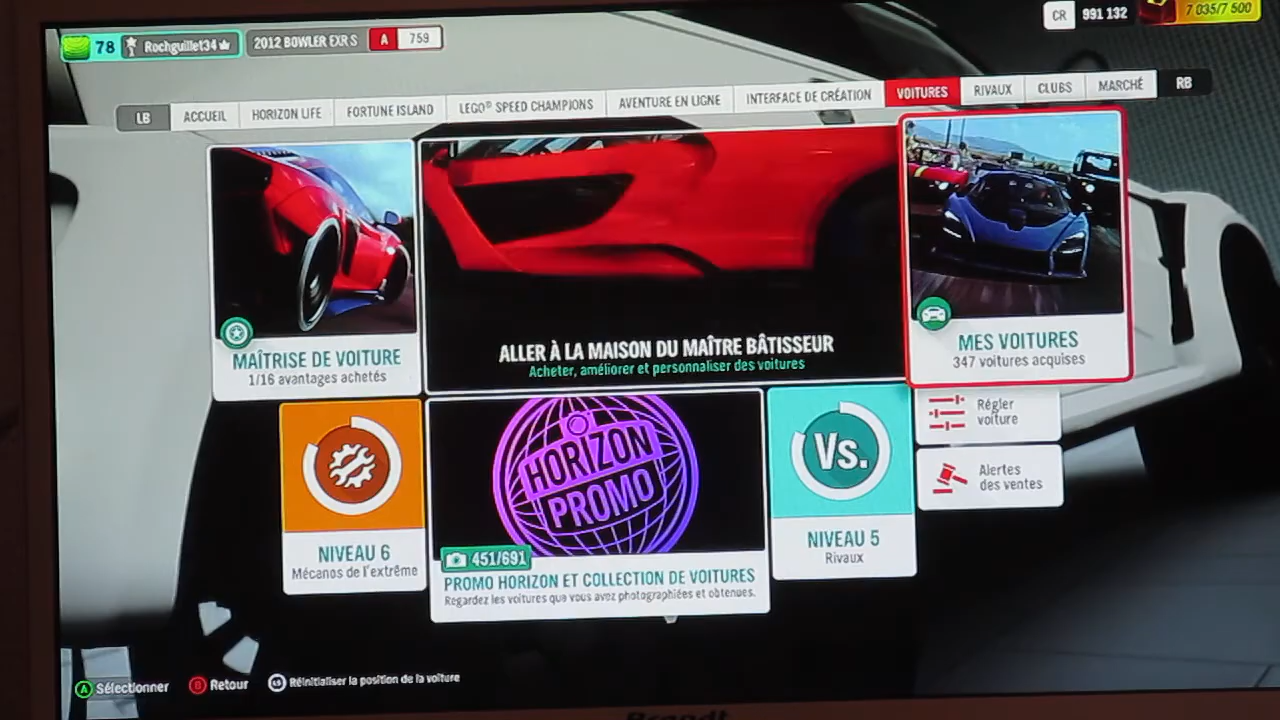 78 Rochguillet34 2012 BOWLER EXR S A 759
CR 991 132 7 035/7 500
LB ACCUEIL HORIZON LIFE FORTUNE ISLAND LEGO® SPEED CHAMPIONS AVENTURE EN LIGNE INTERFACE DE CRÉATION VOITURES RIVAUX CLUBS MARCHÉ RB
MAÎTRISE DE VOITURE
1/16 avantages achetés
ALLER À LA MAISON DU MAÎTRE BÂTISSEUR
Acheter, améliorer et personnaliser des voitures
MES VOITURES
347 voitures acquises
NIVEAU 6
Mécanos de l'extrême
HORIZON
PROMO
451/691
PROMO HORIZON ET COLLECTION DE VOITURES
Regardez les voitures que vous avez photographiées et obtenues.
Vs.
NIVEAU 5
Rivaux
Régler
voiture
Alertes
des ventes
A Sélectionner B Retour Réinitialiser la position de la voiture
Brandt